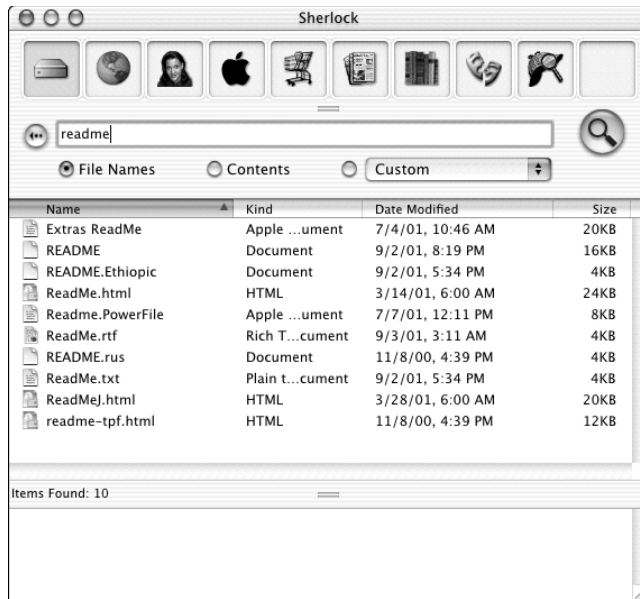 Sherlock
readme
File Names Contents Custom
Name Kind Date Modified Size
Extras ReadMe Apple ...ument 7/4/01, 10:46 AM 20KB
README Document 9/2/01, 8:19 PM 16KB
README.Ethiopic Document 9/2/01, 5:34 PM 4KB
ReadMe.html HTML 3/14/01, 6:00 AM 24KB
Readme.PowerFile Apple ...ument 7/7/01, 12:11 PM 8KB
ReadMe.rtf Rich T...cument 9/3/01, 3:11 AM 4KB
README.rus Document 11/8/00, 4:39 PM 4KB
ReadMe.txt Plain t...cument 9/2/01, 5:34 PM 4KB
ReadMeJ.html HTML 3/28/01, 6:00 AM 20KB
readme-tpf.html HTML 11/8/00, 4:39 PM 12KB
Items Found: 10